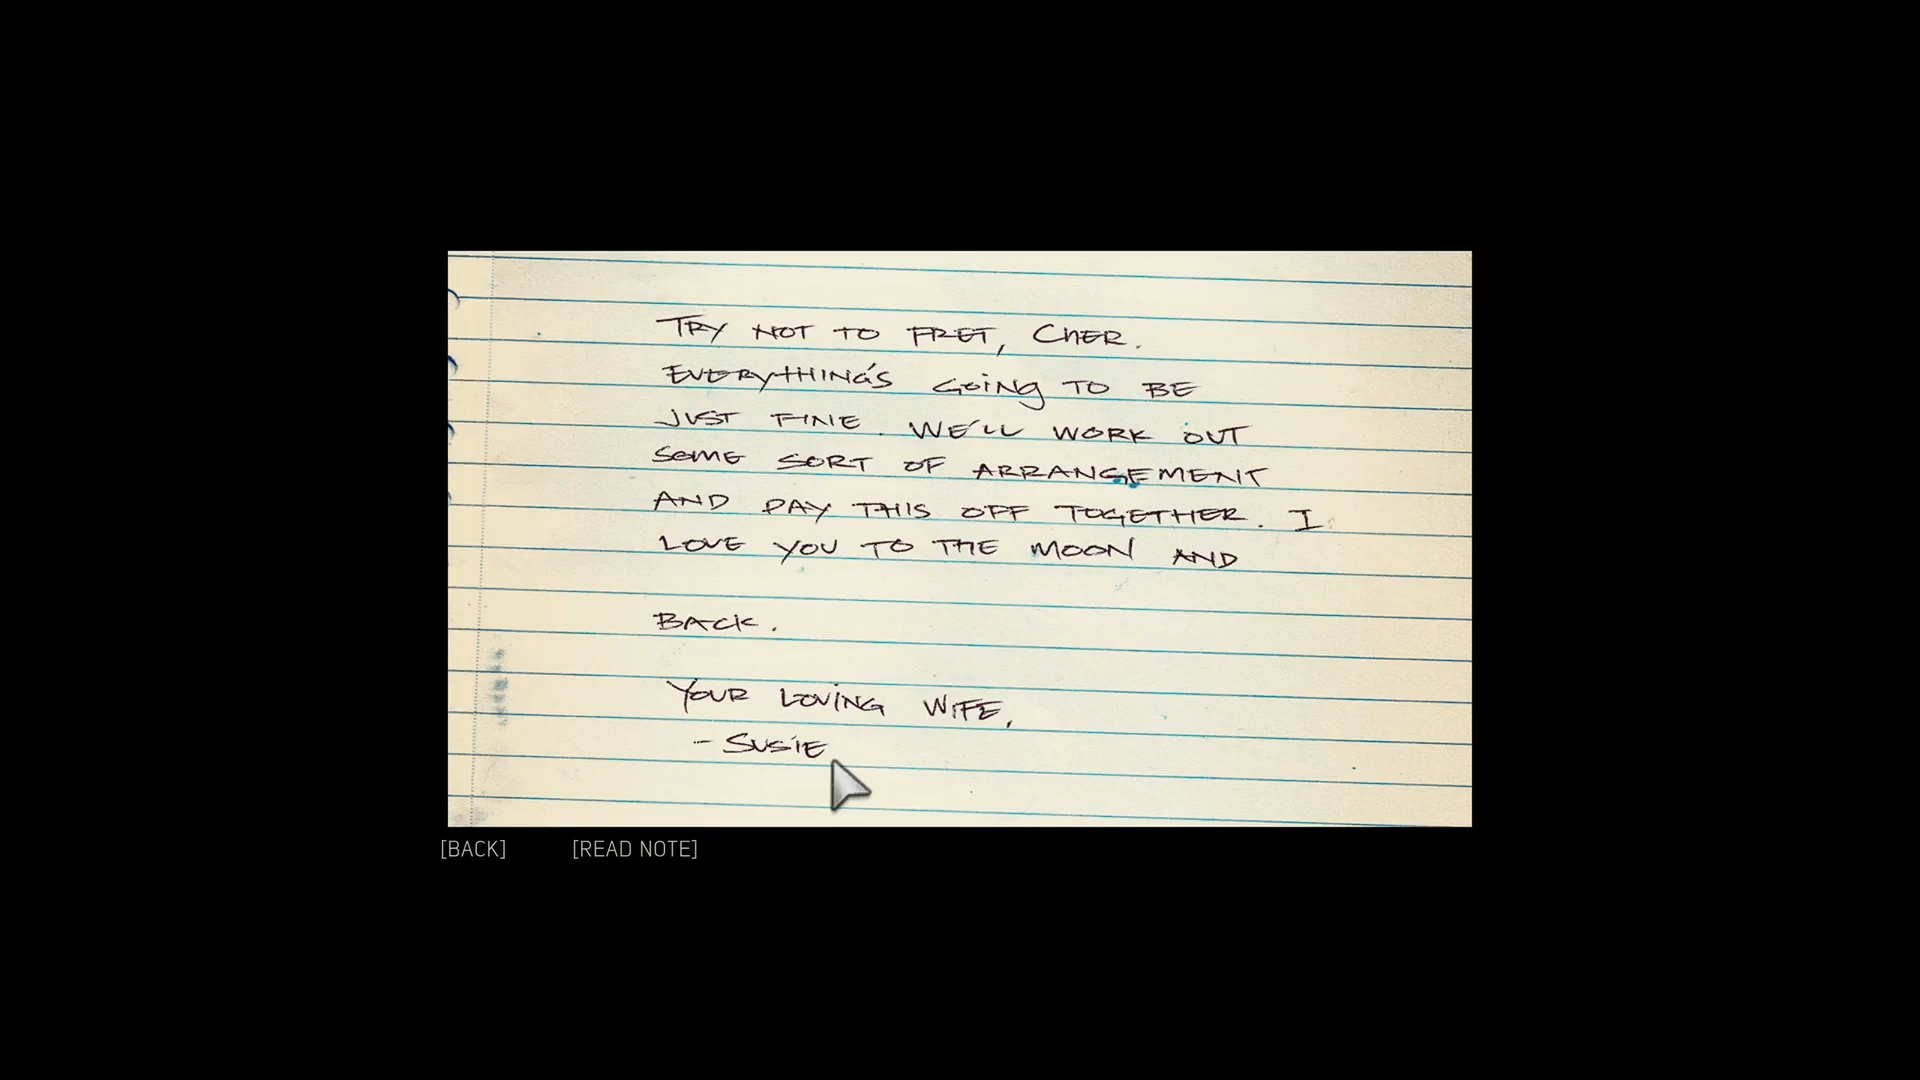 TRY NOT TO FRET, CHER.
EVERYTHING'S GOING TO BE
JUST FINE. WE'LL WORK OUT
SOME SORT OF ARRANGEMENT
AND PAY THIS OFF TOGETHER. I
LOVE YOU TO THE MOON AND
BACK.
YOUR LOVING WIFE,
- SUSIE
[BACK] [READ NOTE]